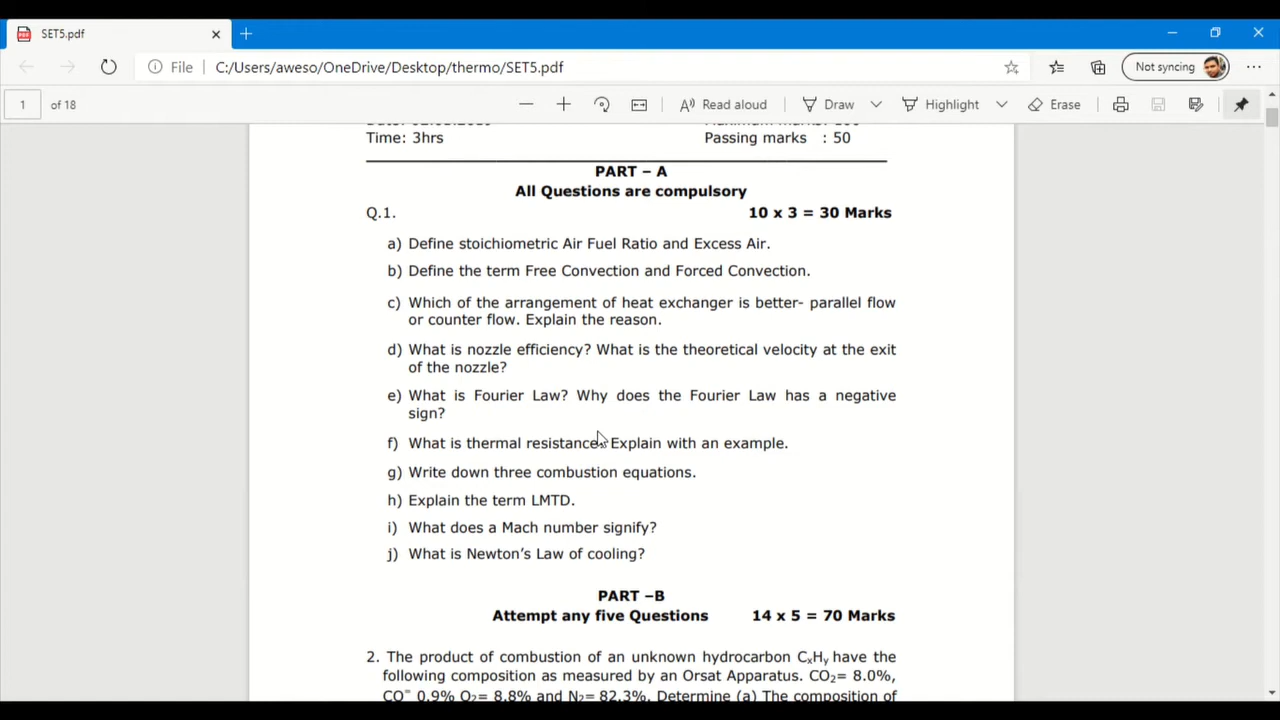 SET5.pdf
File C:/Users/aweso/OneDrive/Desktop/thermo/SET5.pdf Not syncing
1 of 18 Read aloud Draw Highlight Erase
Time: 3hrs Passing marks : 50
PART – A
All Questions are compulsory
Q.1. 10 x 3 = 30 Marks
a) Define stoichiometric Air Fuel Ratio and Excess Air.
b) Define the term Free Convection and Forced Convection.
c) Which of the arrangement of heat exchanger is better- parallel flow
or counter flow. Explain the reason.
d) What is nozzle efficiency? What is the theoretical velocity at the exit
of the nozzle?
e) What is Fourier Law? Why does the Fourier Law has a negative
sign?
f) What is thermal resistance. Explain with an example.
g) Write down three combustion equations.
h) Explain the term LMTD.
i) What does a Mach number signify?
j) What is Newton's Law of cooling?
PART –B
Attempt any five Questions 14 x 5 = 70 Marks
2. The product of combustion of an unknown hydrocarbon CxHy have the
following composition as measured by an Orsat Apparatus. CO2= 8.0%,
CO= 0.9% O2= 8.8% and N2= 82.3%. Determine (a) The composition of